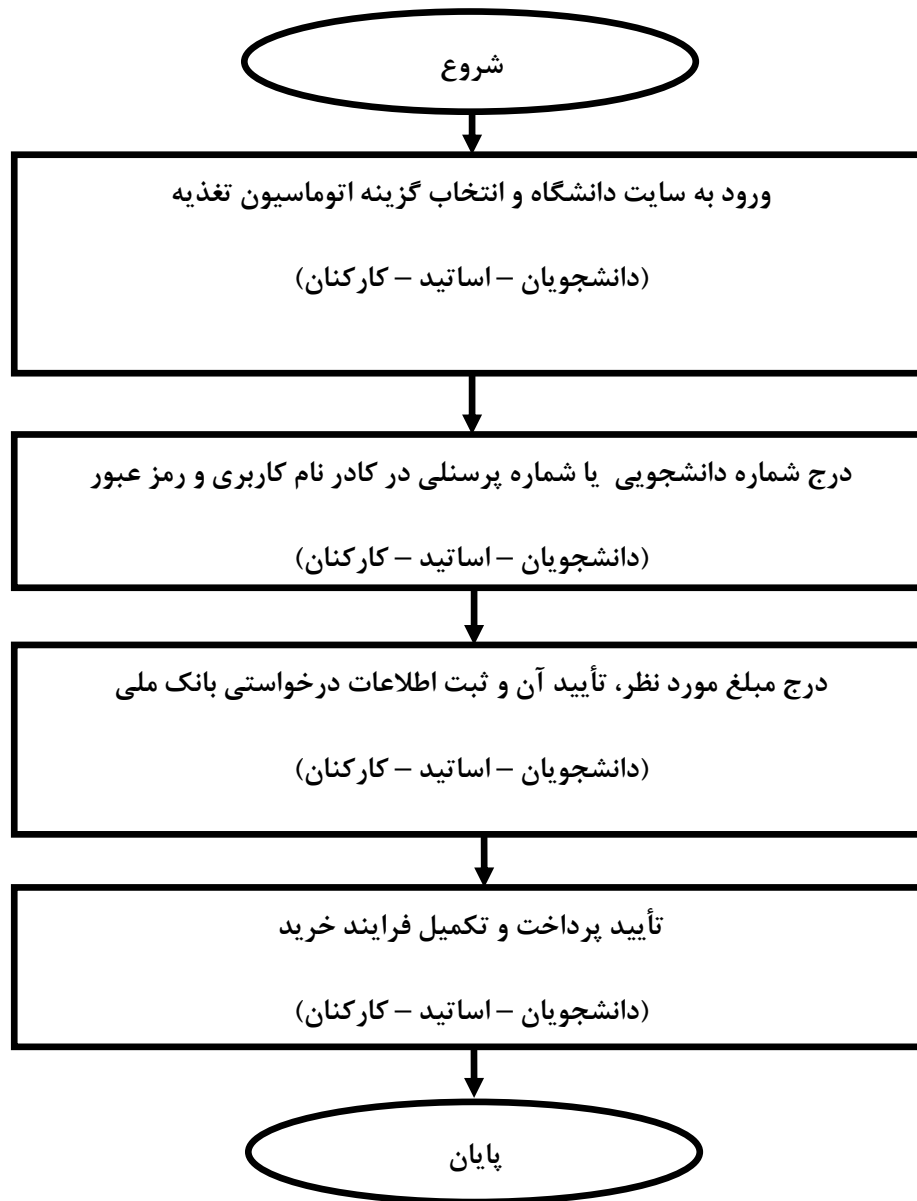 شروع
ورود به سایت دانشگاه و انتخاب گزینه اتوماسیون تغذیه
(دانشجویان – اساتید – کارکنان)
درج شماره دانشجویی یا شماره پرسنلی در کادر نام کاربری و رمز عبور
(دانشجویان – اساتید – کارکنان)
درج مبلغ مورد نظر، تأیید آن و ثبت اطلاعات درخواستی بانک ملی
(دانشجویان – اساتید – کارکنان)
تأیید پرداخت و تکمیل فرایند خرید
(دانشجویان – اساتید – کارکنان)
پایان